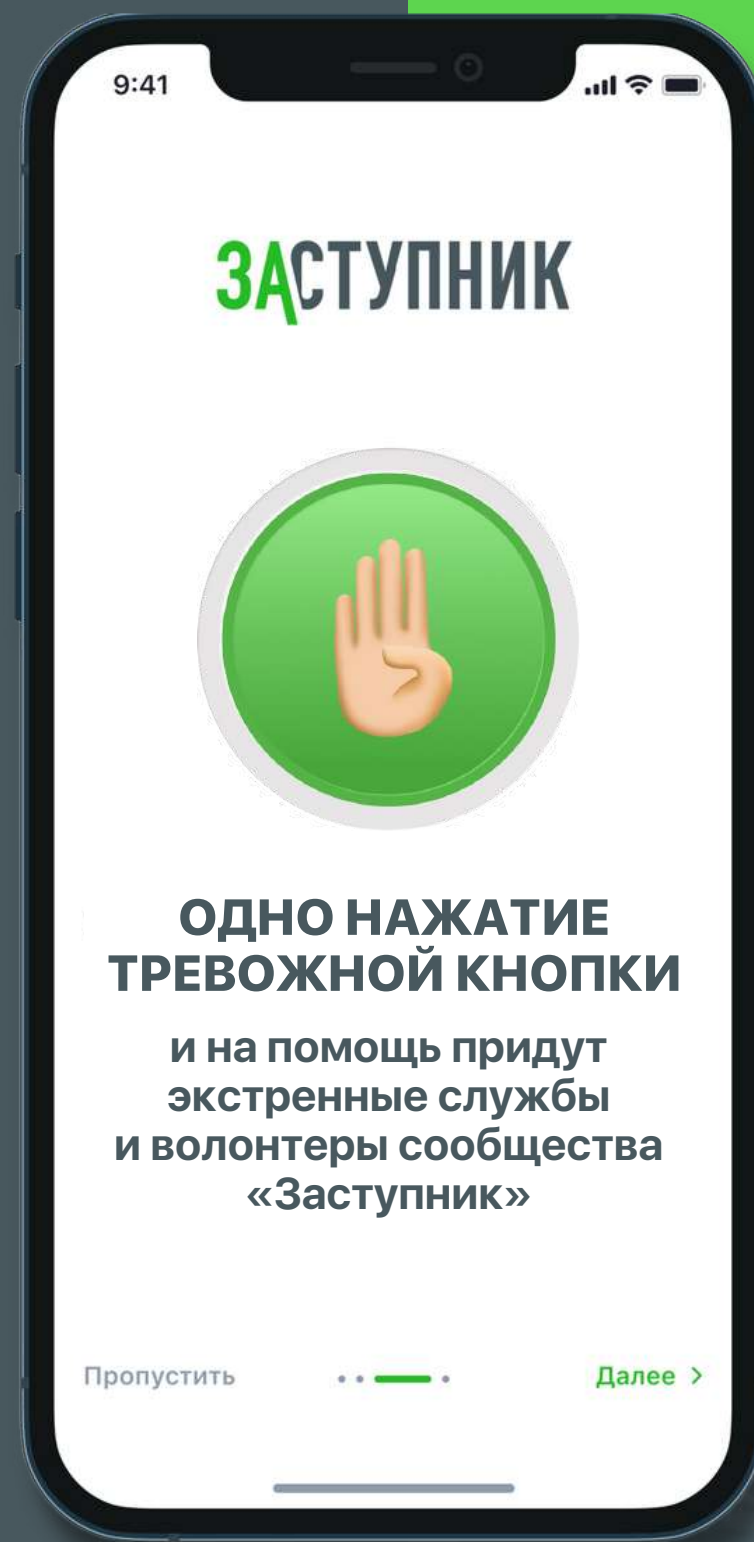 9:41
ЗАСТУПНИК
ОДНО НАЖАТИЕ
ТРЕВОЖНОЙ КНОПКИ
и на помощь придут
экстренные службы
и волонтеры сообщества
«Заступник»
Пропустить
Далее >